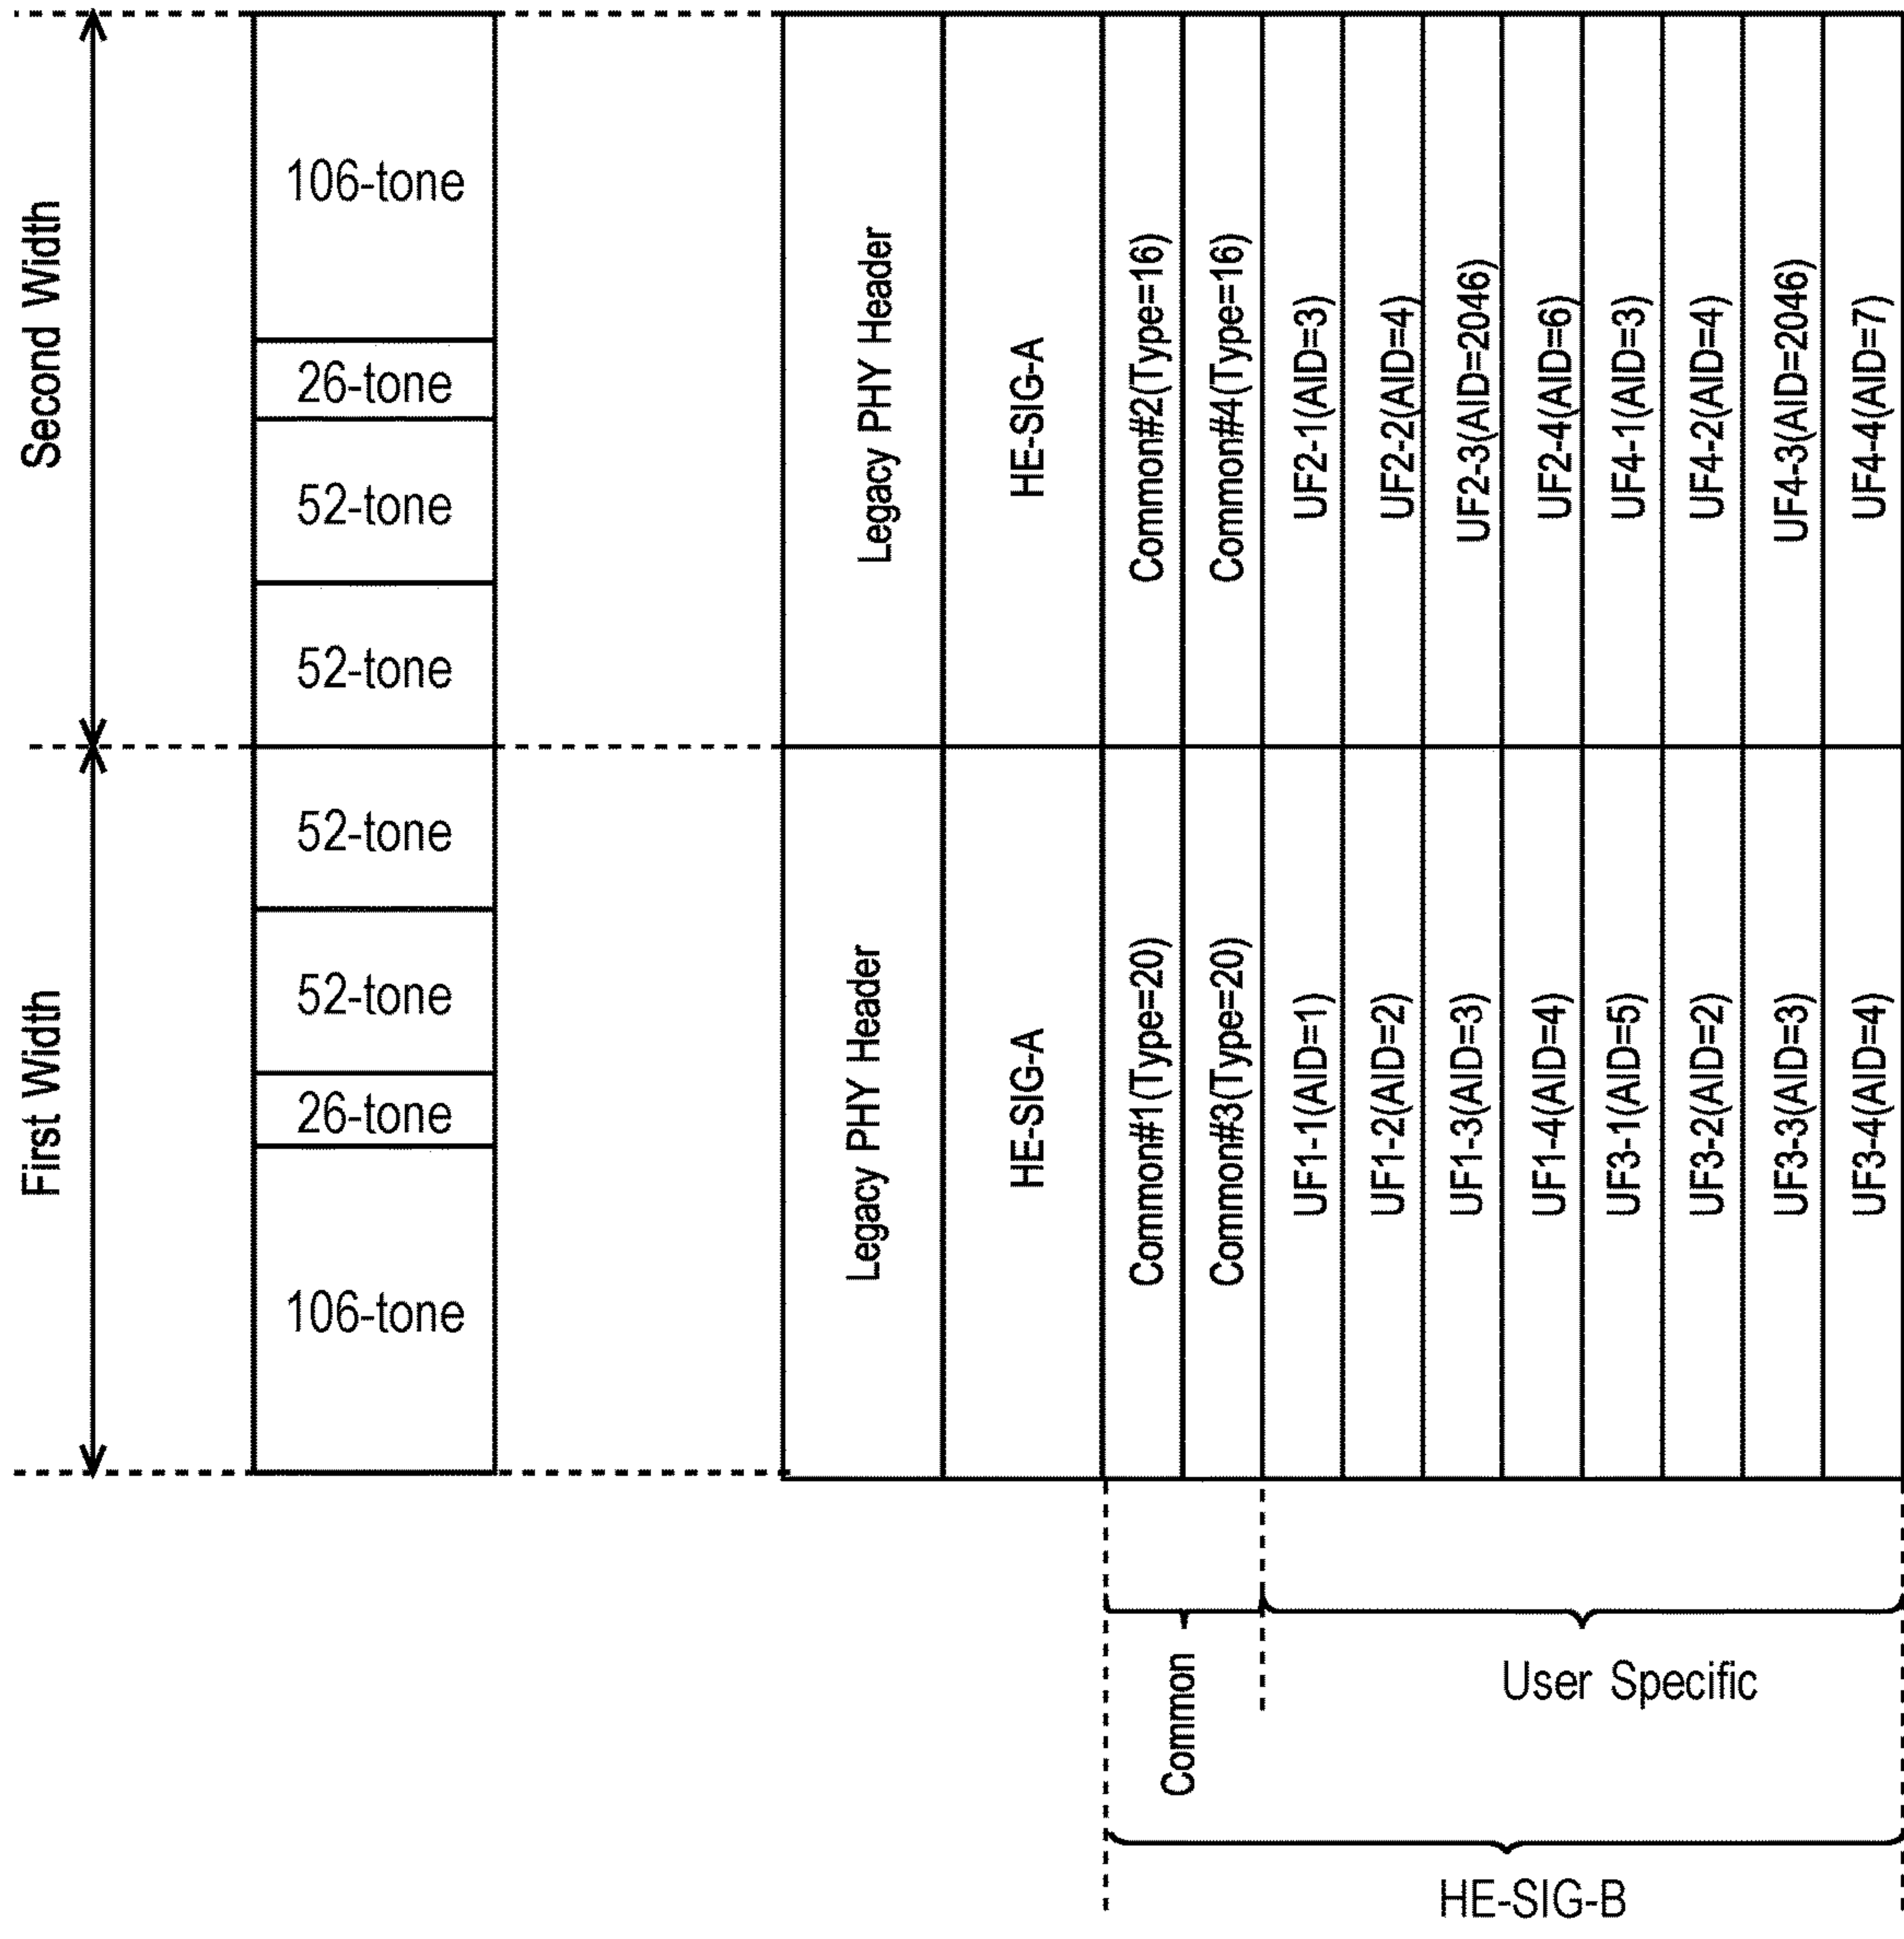 Second Width
First Width
106-tone
26-tone
52-tone
52-tone
52-tone
52-tone
26-tone
106-tone
Legacy PHY Header
HE-SIG-A
Common#2(Type=16)
Common#4(Type=16)
UF2-1(AID=3)
UF2-2(AID=4)
UF2-3(AID=2046)
UF2-4(AID=6)
UF4-1(AID=3)
UF4-2(AID=4)
UF4-3(AID=2046)
UF4-4(AID=7)
Legacy PHY Header
HE-SIG-A
Common#1(Type=20)
Common#3(Type=20)
UF1-1(AID=1)
UF1-2(AID=2)
UF1-3(AID=3)
UF1-4(AID=4)
UF3-1(AID=5)
UF3-2(AID=2)
UF3-3(AID=3)
UF3-4(AID=4)
Common
User Specific
HE-SIG-B